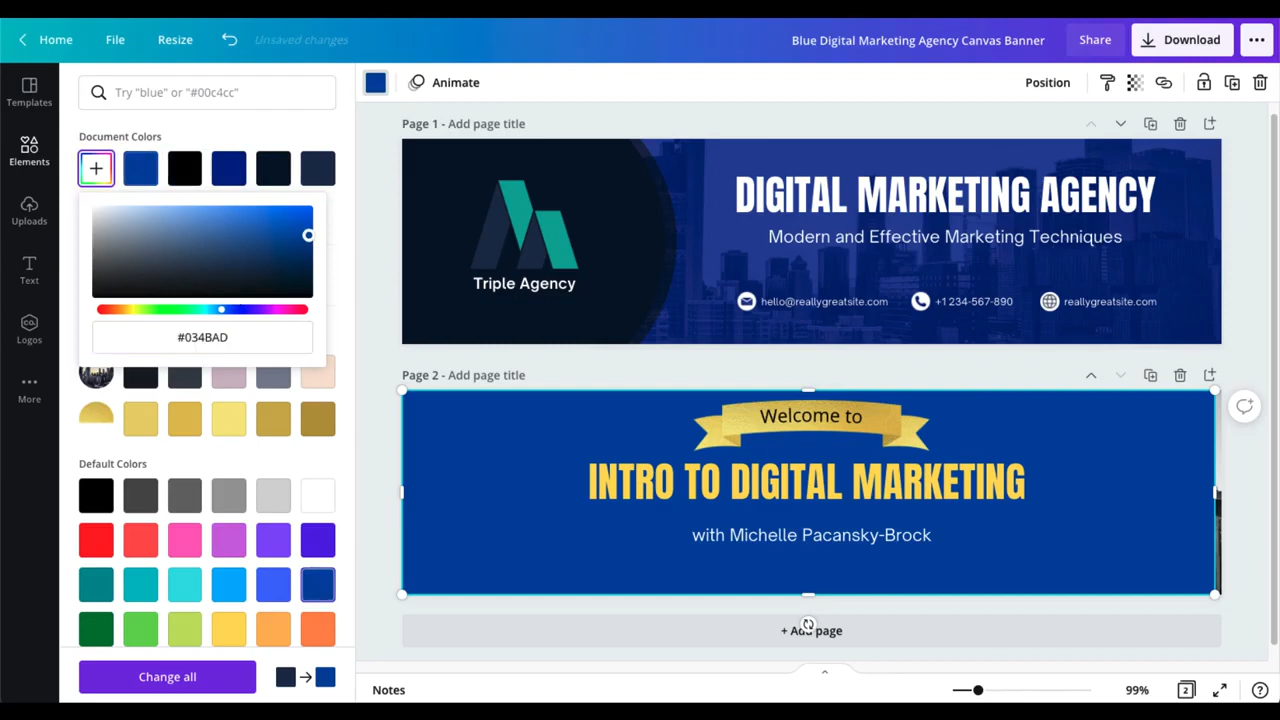 Home File Resize Unsaved changes Blue Digital Marketing Agency Canvas Banner Share Download
Templates
Elements
Uploads
Text
Logos
More
Try "blue" or "#00c4cc"
Document Colors
#034BAD
Default Colors
Change all
Animate
Position
Page 1 - Add page title
Triple Agency
DIGITAL MARKETING AGENCY
Modern and Effective Marketing Techniques
hello@reallygreatsite.com +1 234-567-890 reallygreatsite.com
Page 2 - Add page title
Welcome to
INTRO TO DIGITAL MARKETING
with Michelle Pacansky-Brock
+ Add page
Notes
99%
2